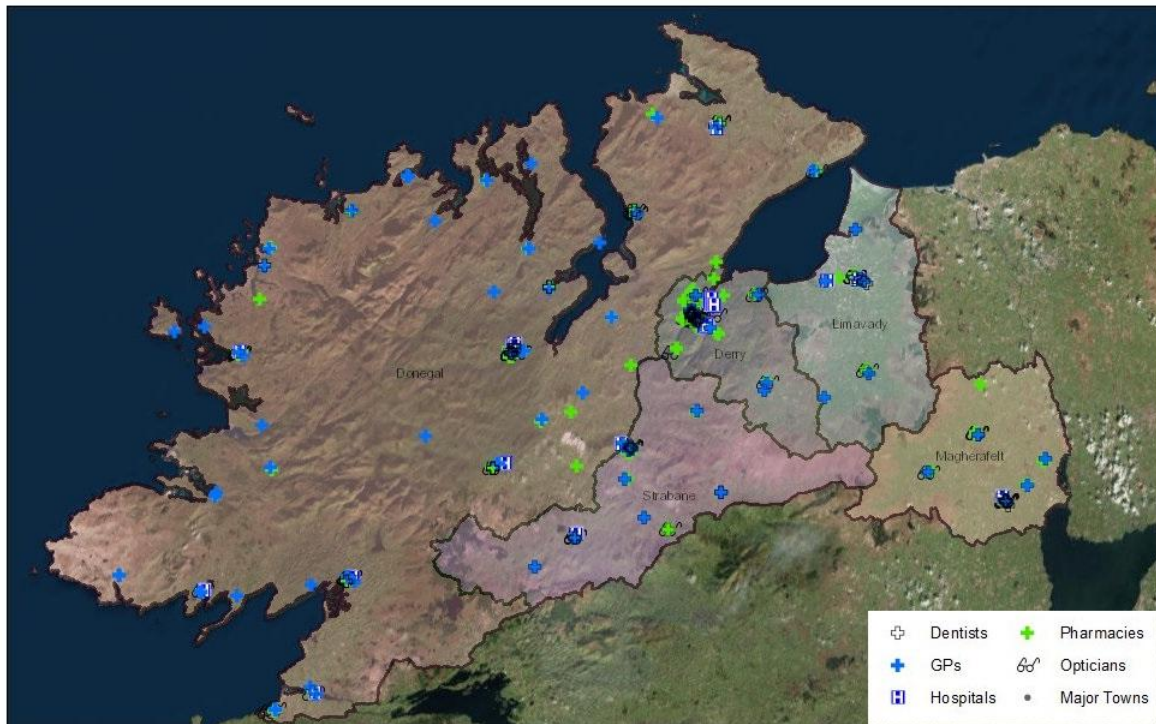 Limavady
Derry
Donegal
Magherafelt
Strabane
Dentists
Pharmacies
GPs
Opticians
H
Hospitals
Major Towns